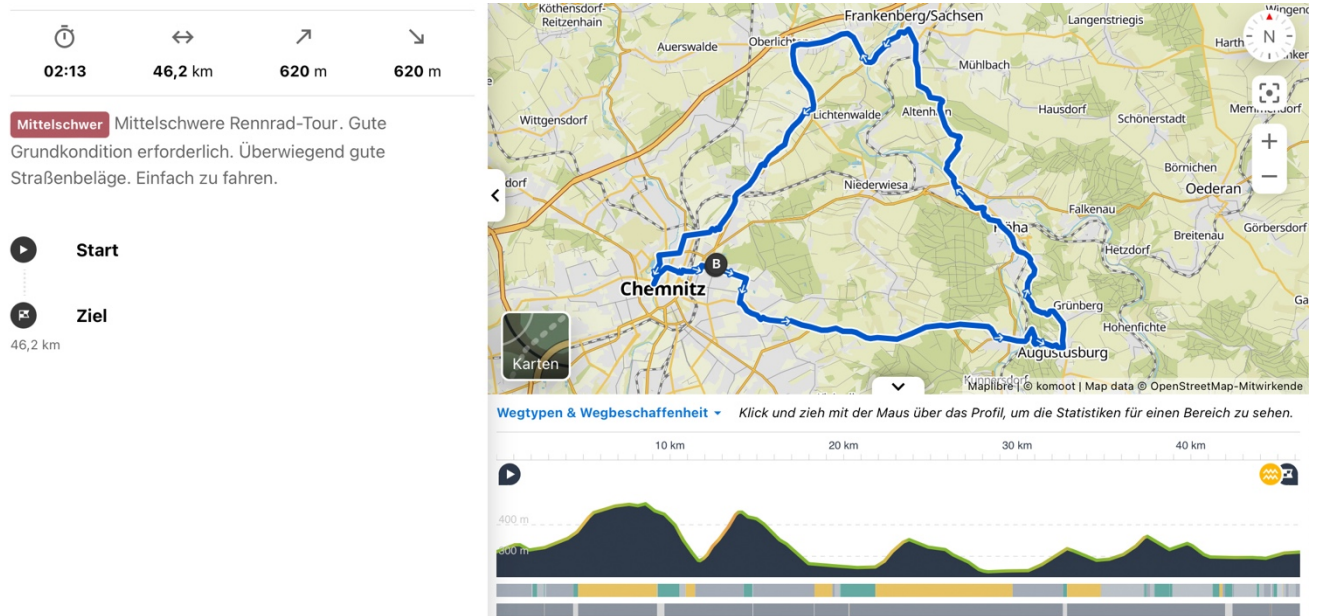 02:13
46,2 km
620 m
620 m
Mittelschwer Mittelschwere Rennrad-Tour. Gute
Grundkondition erforderlich. Überwiegend gute
Straßenbeläge. Einfach zu fahren.
Start
Ziel
46,2 km
Köthensdorf-
Reitzenhain
Frankenberg/Sachsen
Langenstriegis
Auerswalde
N
Mühlbach
Wittgensdorf
Lichtenwalde
Hausdorf
Schönerstadt
Börnichen
Niederwiesa
Oederan
Falkenau
Breitenau
Görbersdorf
Hetzdorf
B
Chemnitz
Grünberg
Hohenfichte
Karten
Augustusburg
Maplibre | © komoot | Map data © OpenStreetMap-Mitwirkende
Wegtypen & Wegbeschaffenheit
Klick und zieh mit der Maus über das Profil, um die Statistiken für einen Bereich zu sehen.
10 km
20 km
30 km
40 km
400 m
300 m